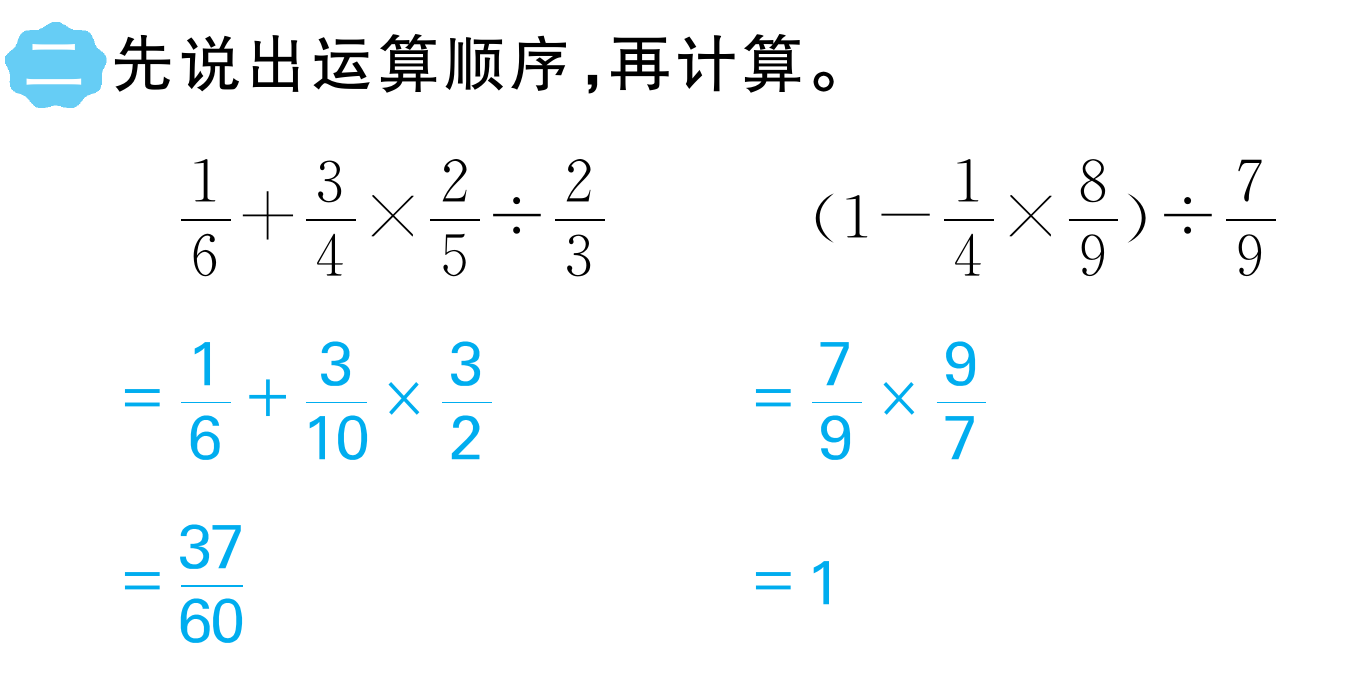 二 先说出运算顺序,再计算。
1/6 + 3/4 × 2/5 ÷ 2/3
(1 - 1/4 × 8/9) ÷ 7/9
= 1/6 + 3/10 × 3/2
= 7/9 × 9/7
= 37/60
= 1